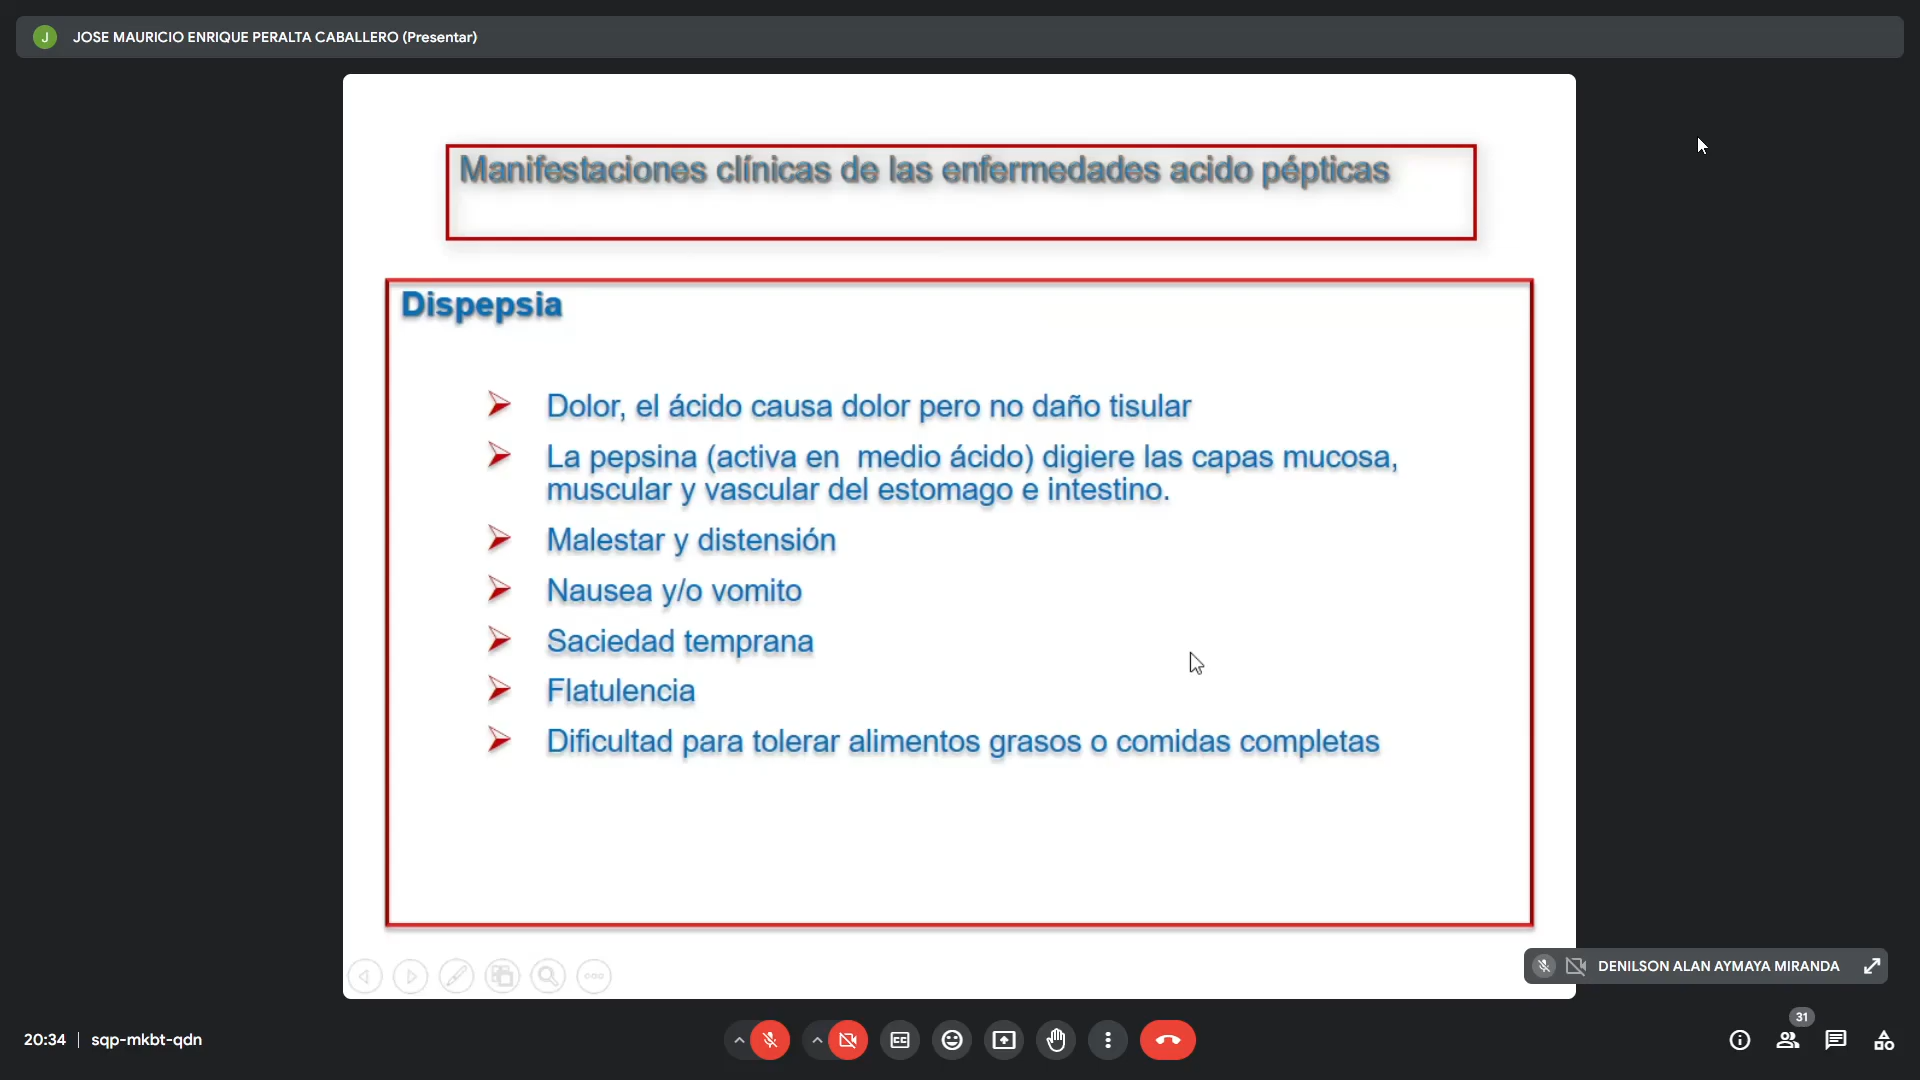 J JOSE MAURICIO ENRIQUE PERALTA CABALLERO (Presentar)
Manifestaciones clínicas de las enfermedades acido pépticas
Dispepsia
Dolor, el ácido causa dolor pero no daño tisular
La pepsina (activa en  medio ácido) digiere las capas mucosa,
muscular y vascular del estomago e intestino.
Malestar y distensión
Nausea y/o vomito
Saciedad temprana
Flatulencia
Dificultad para tolerar alimentos grasos o comidas completas
DENILSON ALAN AYMAYA MIRANDA
20:34 | sqp-mkbt-qdn
31